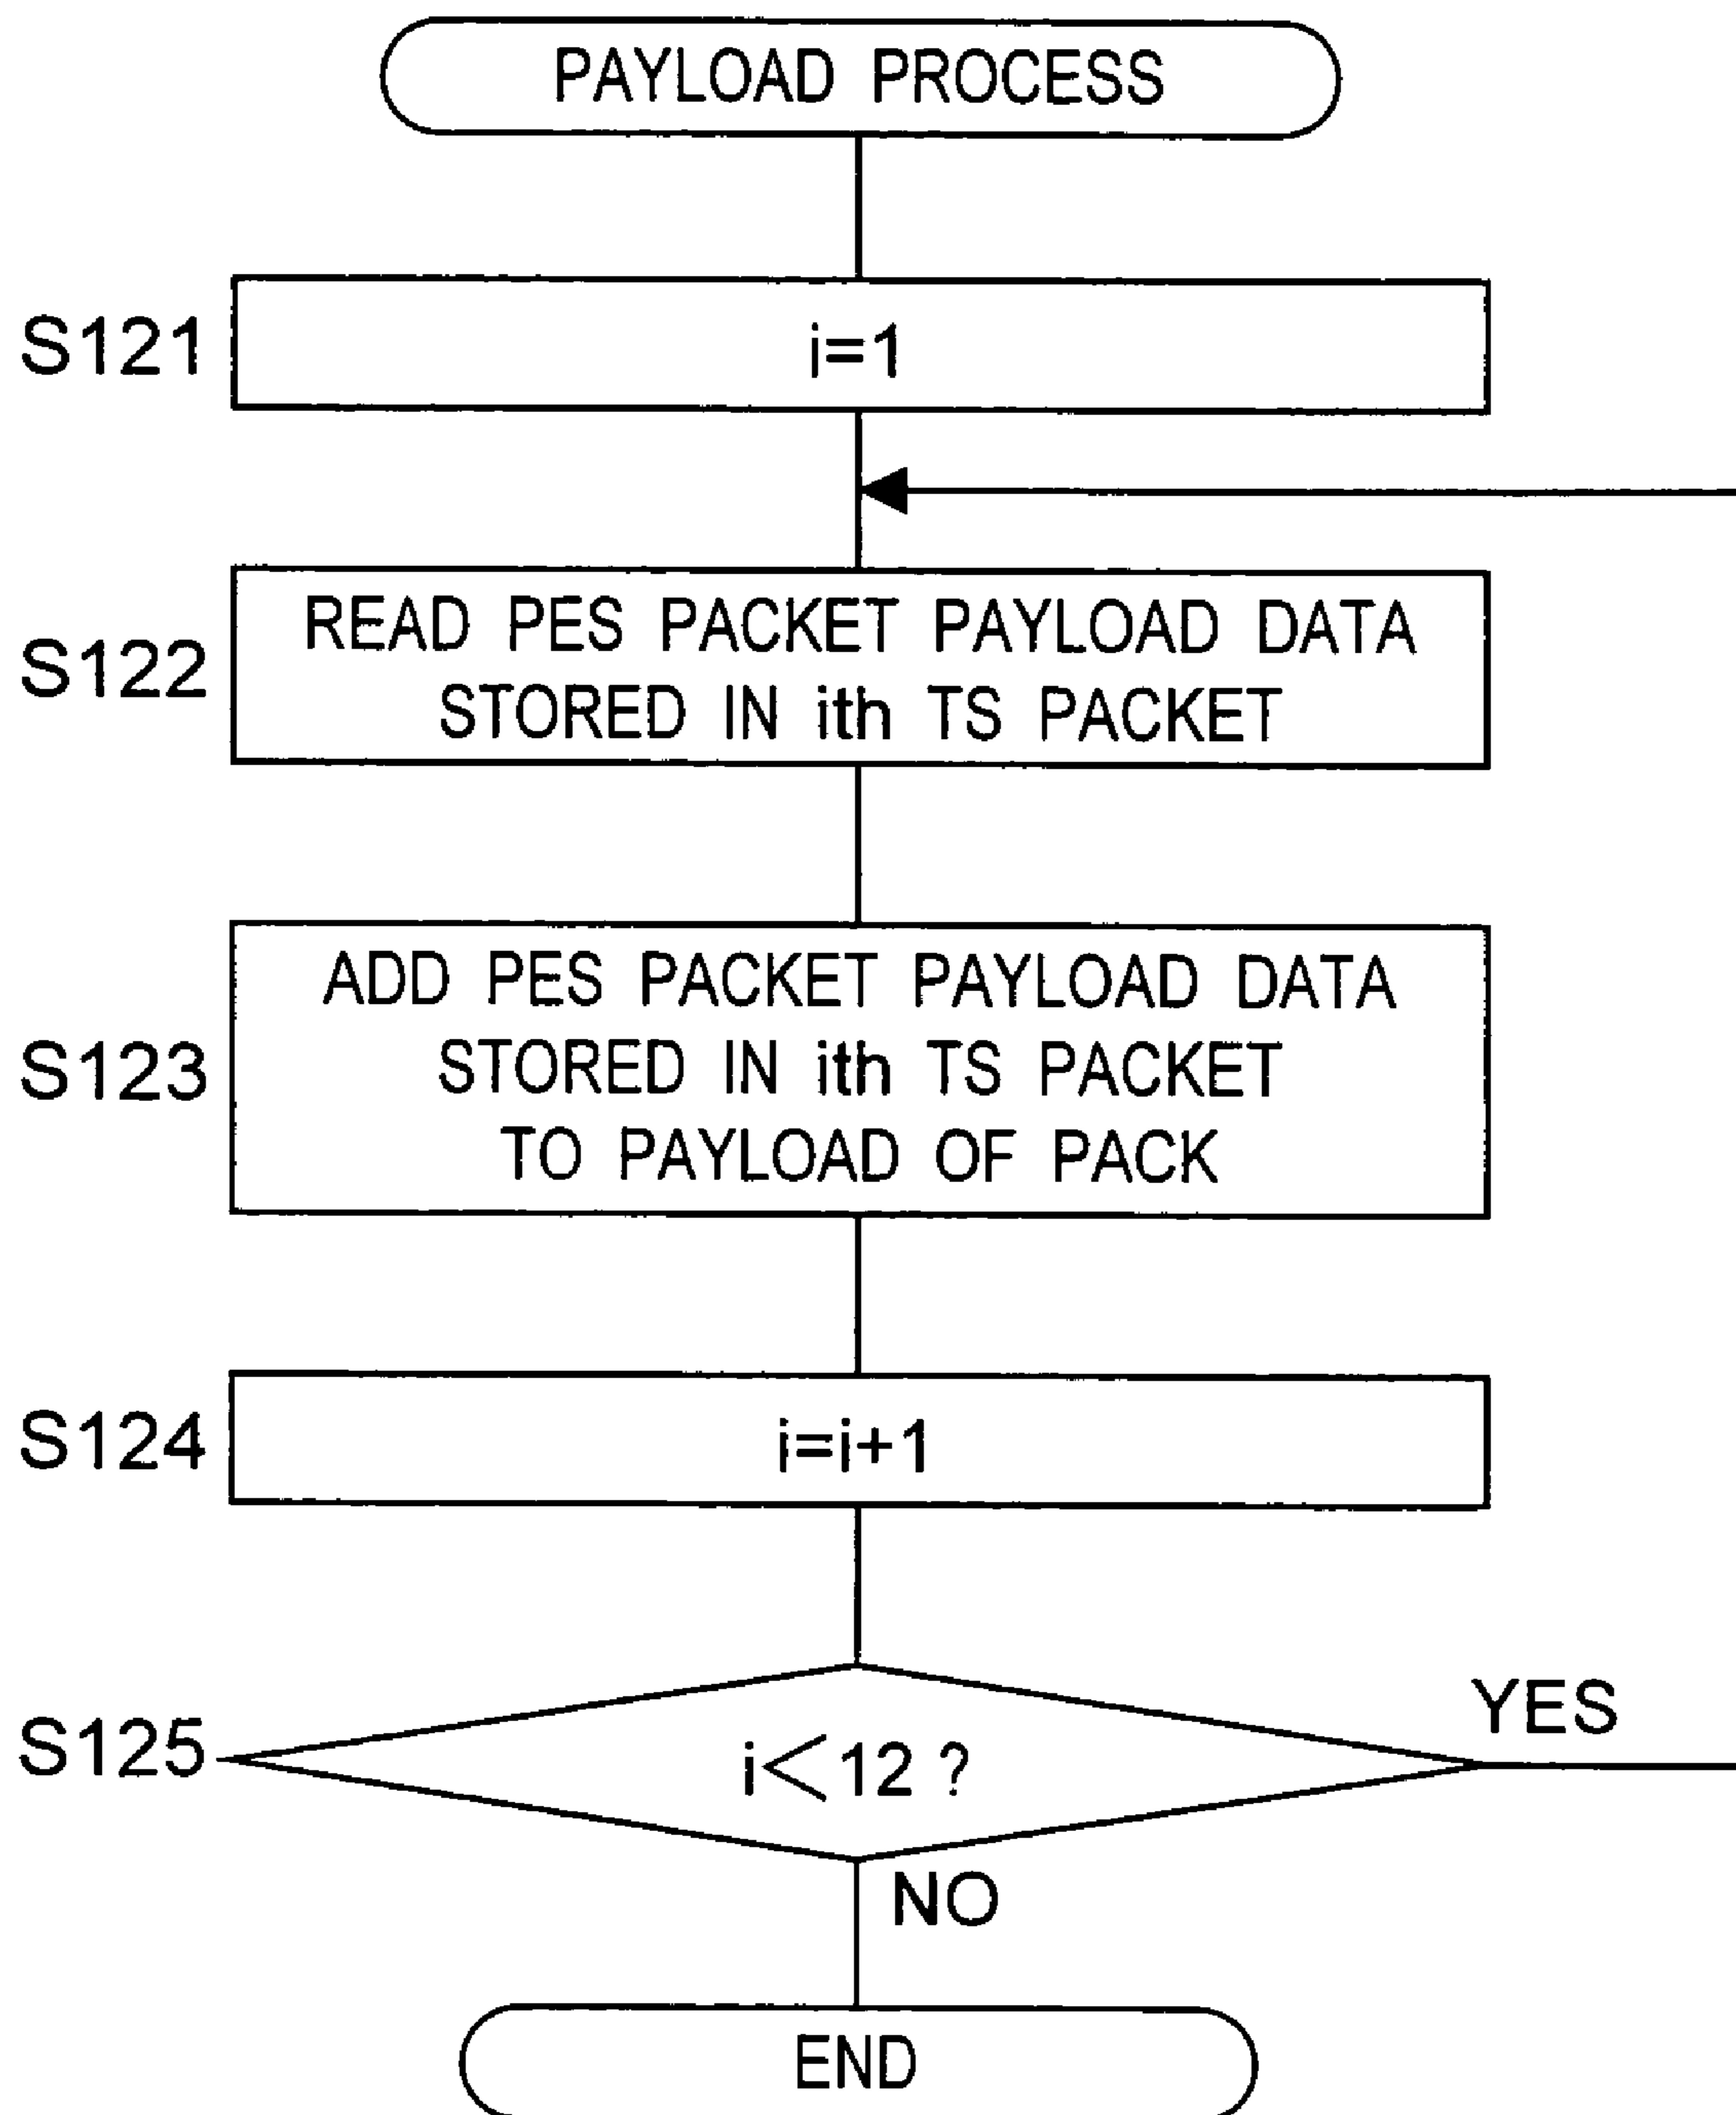 PAYLOAD PROCESS
S121
i=1
S122
READ PES PACKET PAYLOAD DATA
STORED IN ith TS PACKET
S123
ADD PES PACKET PAYLOAD DATA
STORED IN ith TS PACKET
TO PAYLOAD OF PACK
S124
i=i+1
S125
i<12 ?
YES
NO
END